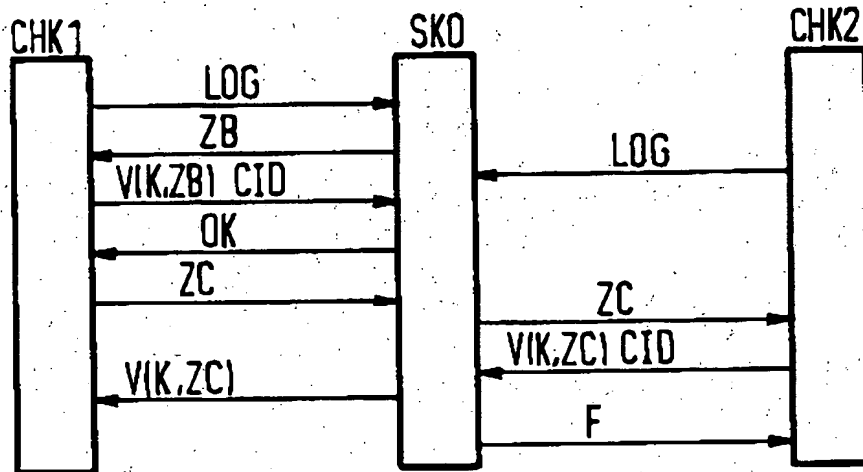 CHK1
SKO
CHK2
LOG
ZB
LOG
V(K,ZB) CID
OK
ZC
ZC
V(K,ZC) CID
V(K,ZC)
F